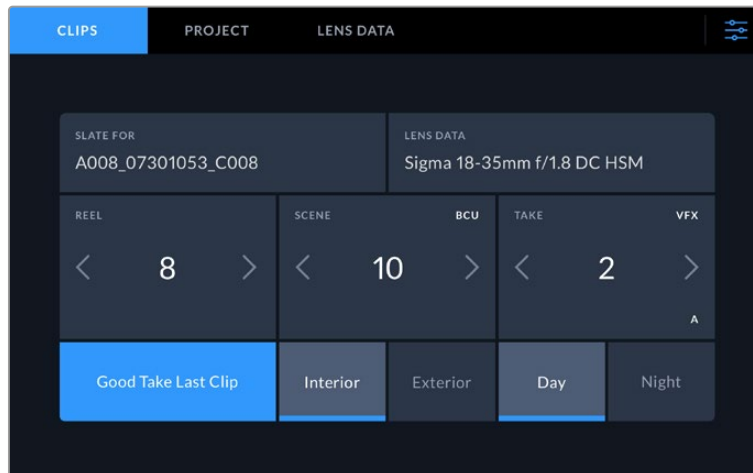 CLIPS PROJECT LENS DATA
SLATE FOR LENS DATA
A008_07301053_C008 Sigma 18-35mm f/1.8 DC HSM
REEL SCENE BCU TAKE VFX
8 10 2
A
Good Take Last Clip Interior Exterior Day Night